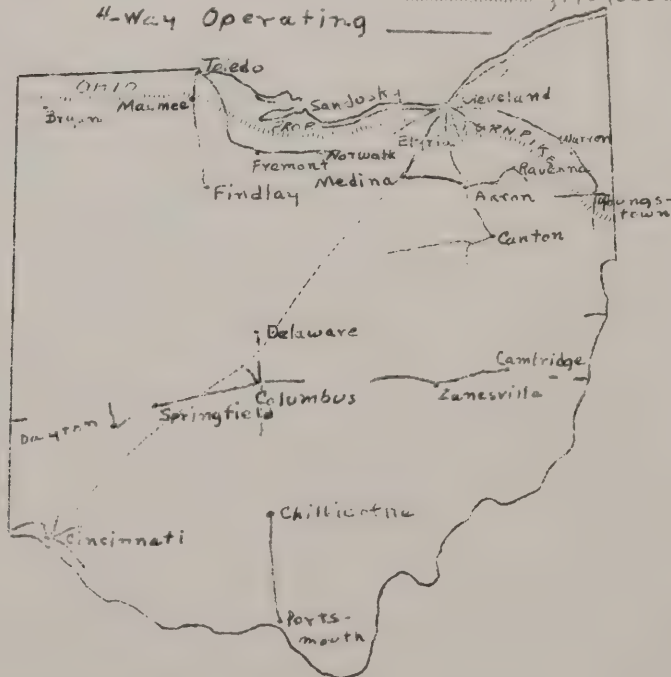 4-Way Operating
Toledo
OHIO
Bryan
Maumee
Sandusky
Cleveland
Elyria
Warren
Fremont
Norwalk
Ravenna
Medina
Findlay
Akron
Youngs-
town
Canton
Delaware
Cambridge
Columbus
Zanesville
Springfield
Dayton
Cincinnati
Chillicothe
Ports-
mouth